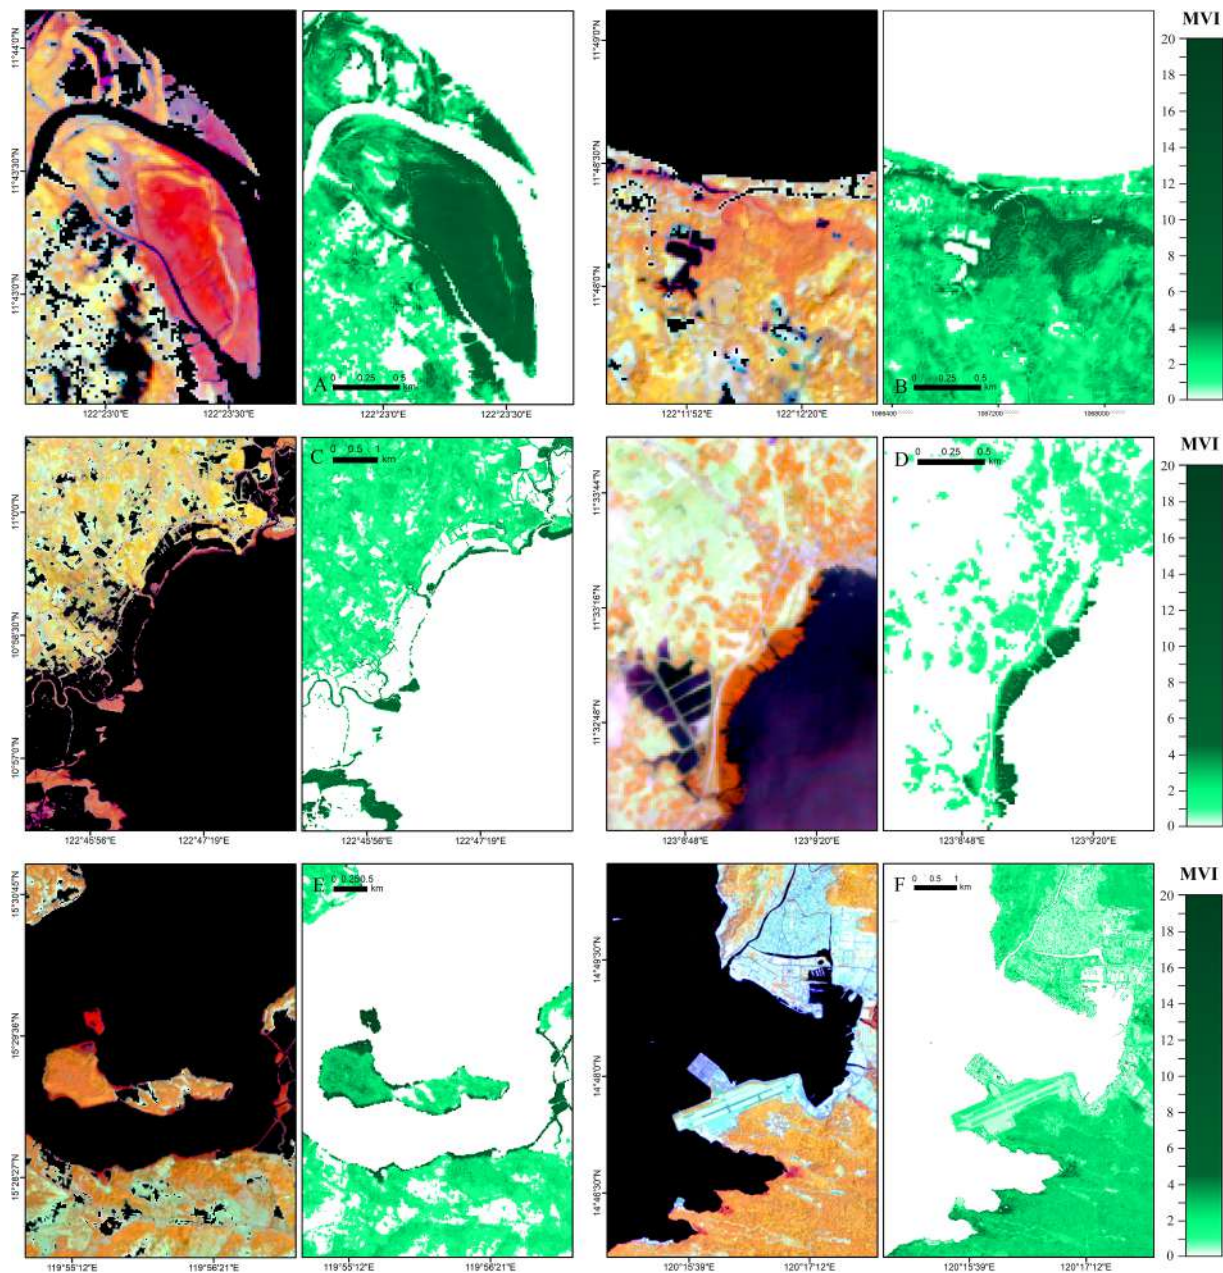 MVI
11°44'0"N
11°43'30"N
11°43'0"N
A
0 0.25 0.5
km
122°23'0"E 122°23'30"E
122°23'0"E 122°23'30"E
11°49'0"N
11°48'30"N
11°48'0"N
B
0 0.25 0.5
km
122°11'52"E 122°12'20"E
1066400 1067200 1068000
20
18
16
14
12
10
8
6
4
2
0
MVI
11°0'0"N
10°58'30"N
10°57'0"N
C
0 0.5 1
km
122°45'56"E 122°47'19"E
122°45'56"E 122°47'19"E
11°33'44"N
11°33'16"N
11°32'48"N
D
0 0.25 0.5
km
123°8'48"E 123°9'20"E
123°8'48"E 123°9'20"E
20
18
16
14
12
10
8
6
4
2
0
MVI
15°30'45"N
15°29'36"N
15°28'27"N
E
0 0.25 0.5
km
119°55'12"E 119°56'21"E
119°55'12"E 119°56'21"E
14°49'30"N
14°48'0"N
14°46'30"N
F
0 0.5 1
km
120°15'39"E 120°17'12"E
120°15'39"E 120°17'12"E
20
18
16
14
12
10
8
6
4
2
0